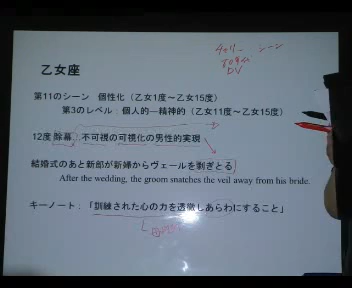 乙女座
第11のシーン　個性化（乙女1度〜乙女15度）
第3のレベル：個人的―精神的（乙女11度〜乙女15度）
12度 除幕：不可視の可視化の男性的実現
結婚式のあと新郎が新婦からヴェールを剥ぎとる
After the wedding, the groom snatches the veil away from his bride.
キーノート：「訓練された心の力を透徹しあらわにすること」
DV